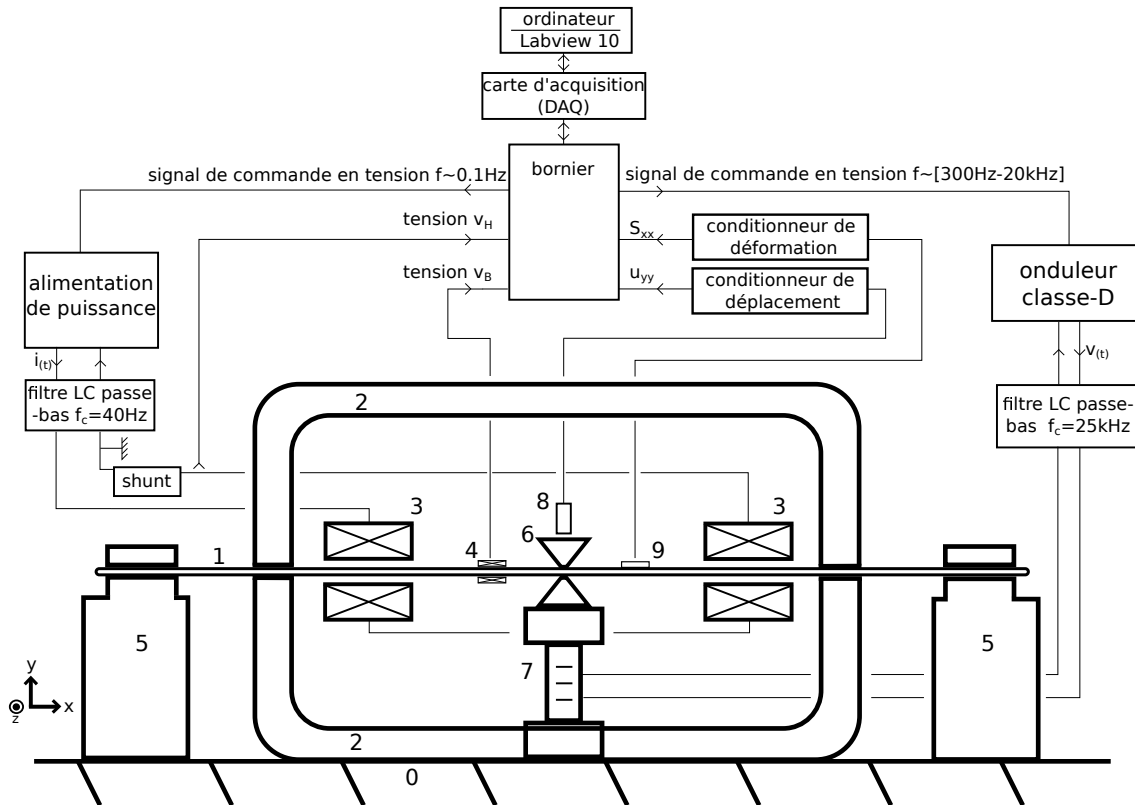 ordinateur
Labview 10
carte d'acquisition
(DAQ)
bornier
signal de commande en tension f~0.1Hz
signal de commande en tension f~[300Hz-20kHz]
tension v_H
S_xx
conditionneur de
déformation
tension v_B
u_yy
conditionneur de
déplacement
alimentation
de puissance
onduleur
classe-D
i_(t)
v_(t)
filtre LC passe
-bas f_c=40Hz
filtre LC passe-
bas f_c=25kHz
shunt
2
3
3
8
6
4
9
1
5
5
7
y
x
z
2
0